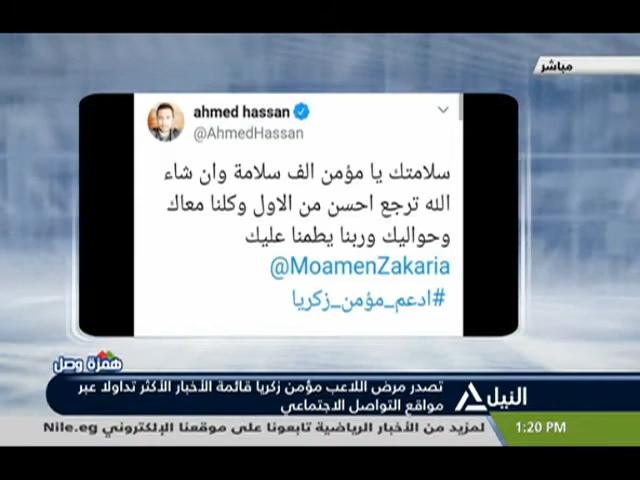 مباشر
ahmed hassan
@AhmedHassan
سلامتك يا مؤمن الف سلامة وان شاء
الله ترجع احسن من الاول وكلنا معاك
وحواليك وربنا يطمنا عليك
@MoamenZakaria
#ادعم_مؤمن_زكريا
همزة وصل
تصدر مرض اللاعب مؤمن زكريا قائمة الأخبار الأكثر تداولا عبر
مواقع التواصل الاجتماعي
النيل
لمزيد من الأخبار الرياضية تابعونا على موقعنا الإلكتروني Nile.eg
1:20 PM